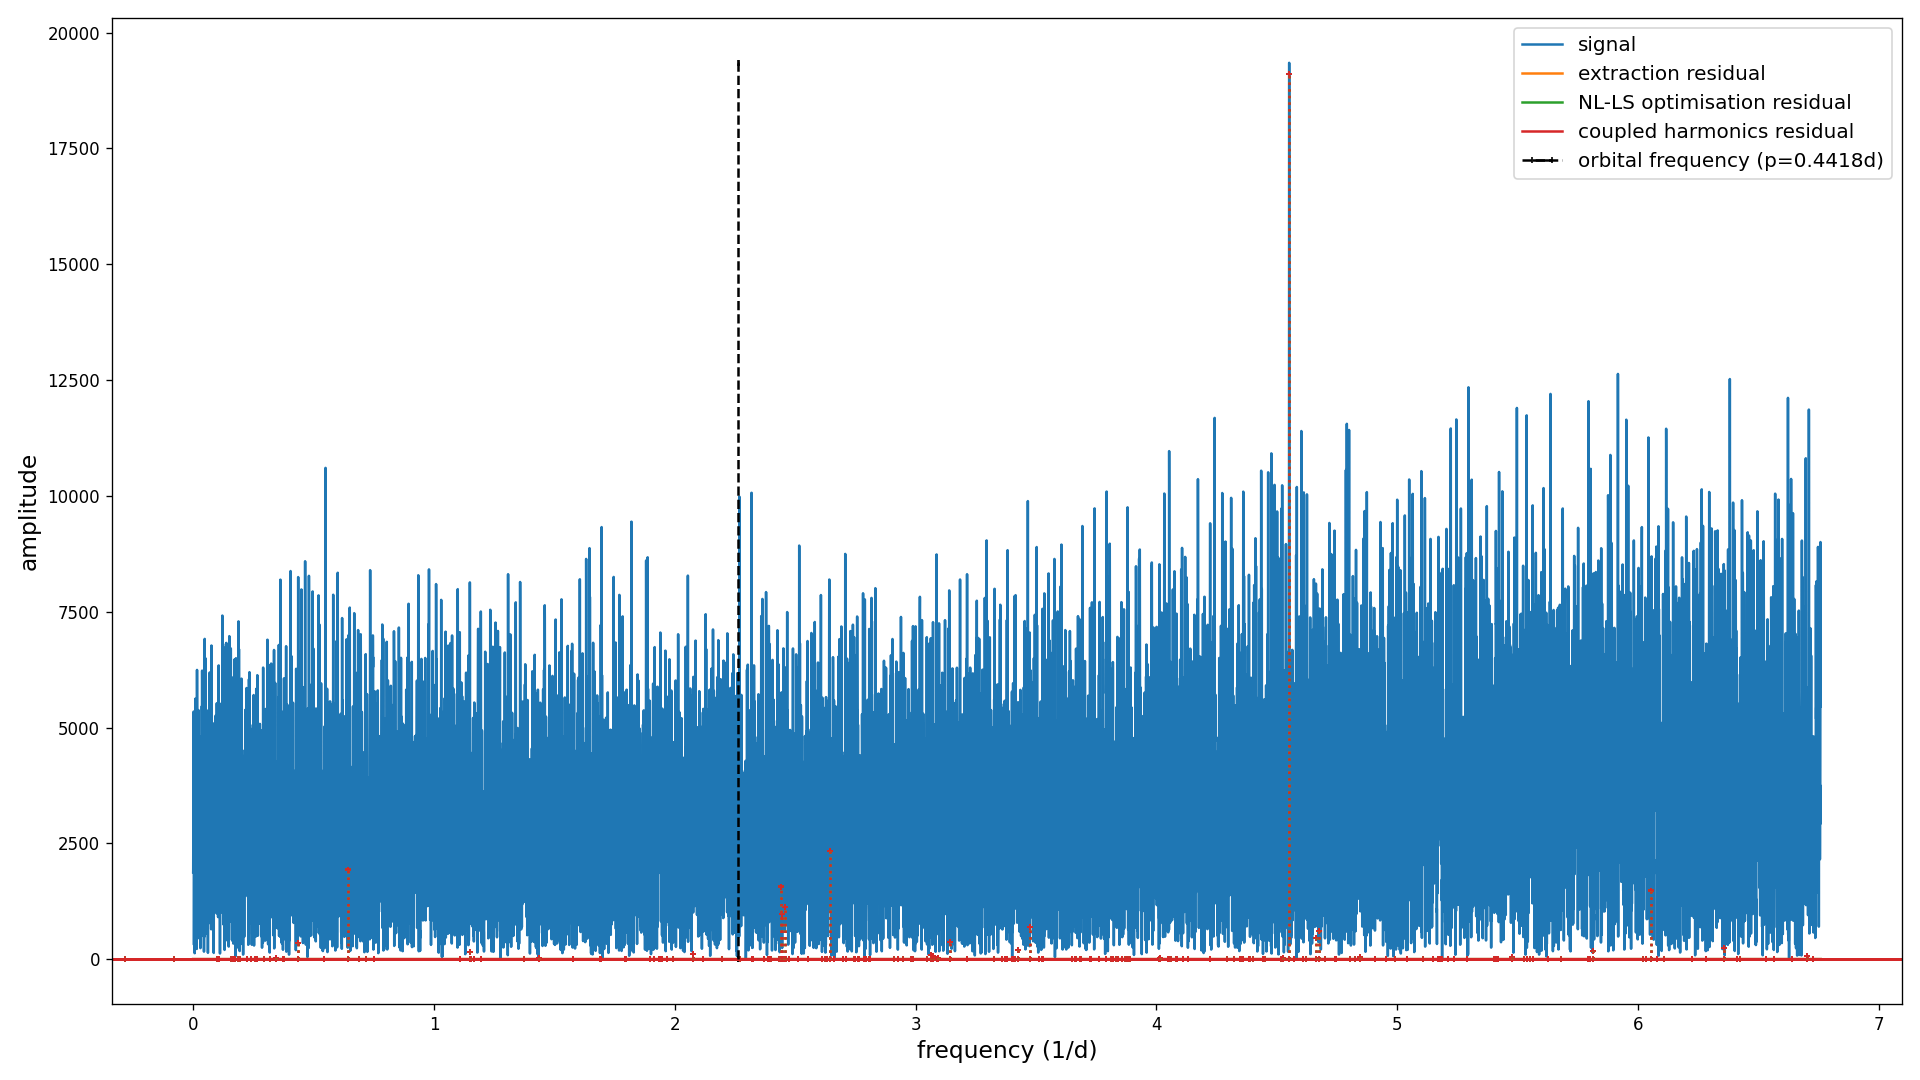 20000
17500
15000
12500
10000
7500
5000
2500
0
amplitude
signal
extraction residual
NL-LS optimisation residual
coupled harmonics residual
orbital frequency (p=0.4418d)
0 1 2 3 4 5 6 7
frequency (1/d)